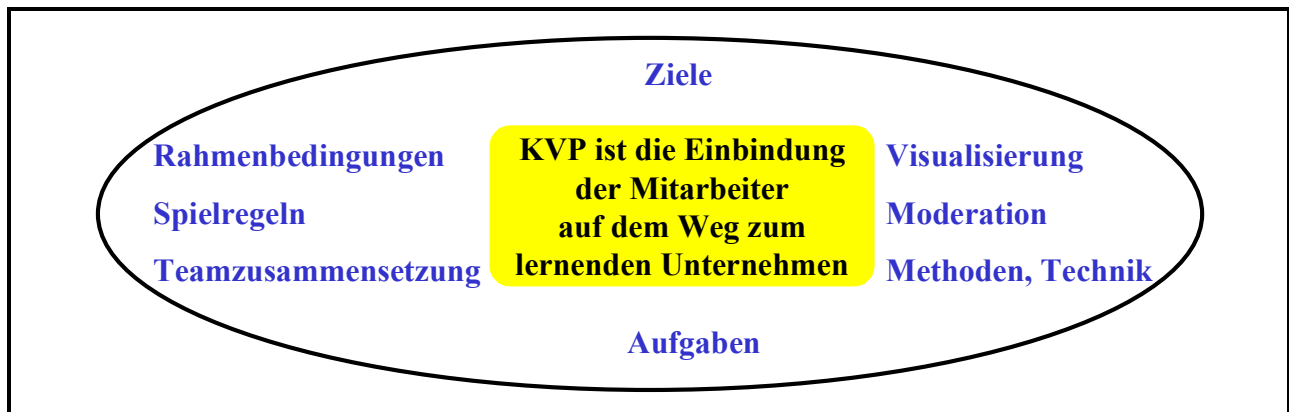 Ziele
Rahmenbedingungen
Spielregeln
Teamzusammensetzung
KVP ist die Einbindung
der Mitarbeiter
auf dem Weg zum
lernenden Unternehmen
Visualisierung
Moderation
Methoden, Technik
Aufgaben